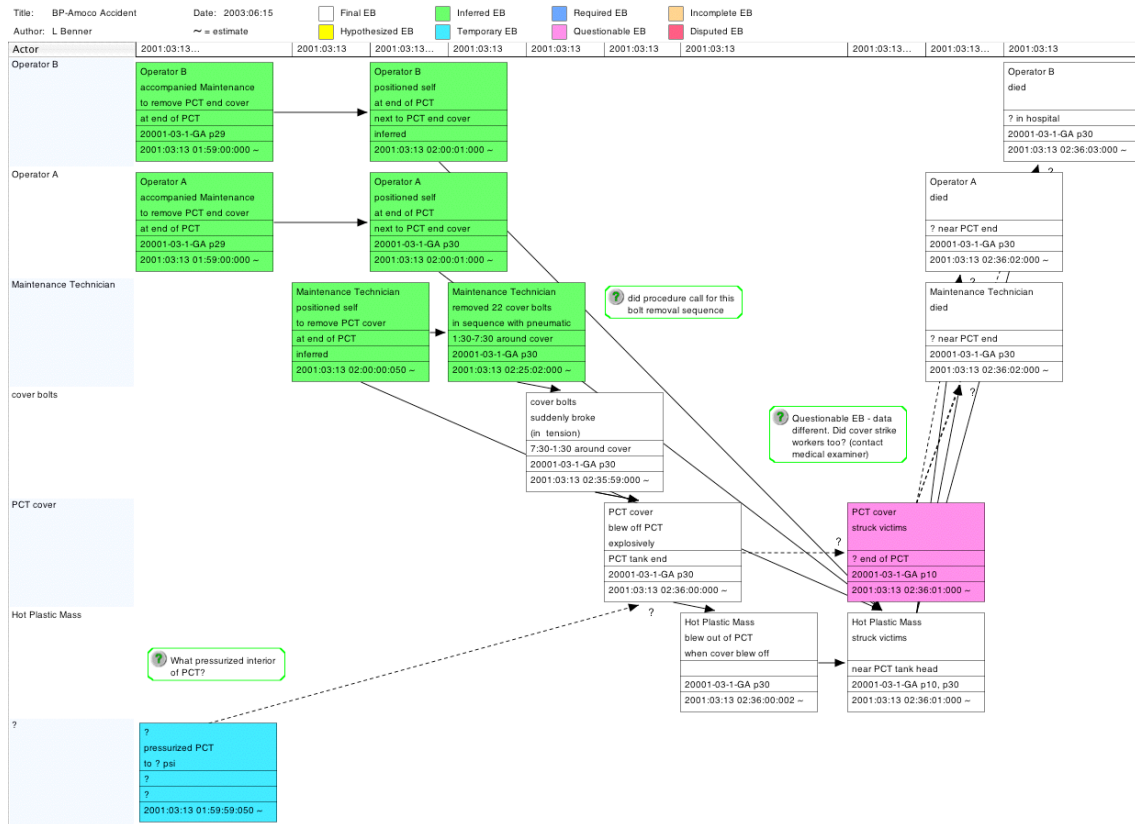 Title: BP-Amoco Accident Date: 2003:06:15 Final EB Inferred EB Required EB Incomplete EB
Author: L Benner ~ = estimate Hypothesized EB Temporary EB Questionable EB Disputed EB
Actor 2001:03:13... 2001:03:13 2001:03:13... 2001:03:13 2001:03:13 2001:03:13 2001:03:13 2001:03:13... 2001:03:13... 2001:03:13
Operator B
Operator B
accompanied Maintenance
to remove PCT end cover
at end of PCT
20001-03-1-GA p29
2001:03:13 01:59:00:000 ~
Operator B
positioned self
at end of PCT
next to PCT end cover
inferred
2001:03:13 02:00:01:000 ~
Operator B
died
? in hospital
20001-03-1-GA p30
2001:03:13 02:36:03:000 ~
?
Operator A
Operator A
accompanied Maintenance
to remove PCT end cover
at end of PCT
20001-03-1-GA p29
2001:03:13 01:59:00:000 ~
Operator A
positioned self
at end of PCT
next to PCT end cover
20001-03-1-GA p30
2001:03:13 02:00:01:000 ~
Operator A
died
? near PCT end
20001-03-1-GA p30
2001:03:13 02:36:02:000 ~
?
Maintenance Technician
Maintenance Technician
positioned self
to remove PCT cover
at end of PCT
inferred
2001:03:13 02:00:00:050 ~
Maintenance Technician
removed 22 cover bolts
in sequence with pneumatic
1:30-7:30 around cover
20001-03-1-GA p30
2001:03:13 02:25:02:000 ~
? did procedure call for this
bolt removal sequence
Maintenance Technician
died
? near PCT end
20001-03-1-GA p30
2001:03:13 02:36:02:000 ~
?
cover bolts
cover bolts
suddenly broke
(in tension)
7:30-1:30 around cover
20001-03-1-GA p30
2001:03:13 02:35:59:000 ~
? Questionable EB - data
different. Did cover strike
workers too? (contact
medical examiner)
PCT cover
PCT cover
blew off PCT
explosively
PCT tank end
20001-03-1-GA p30
2001:03:13 02:36:00:000 ~
?
PCT cover
struck victims
? end of PCT
20001-03-1-GA p10
2001:03:13 02:36:01:000 ~
Hot Plastic Mass
?
Hot Plastic Mass
blew out of PCT
when cover blew off
20001-03-1-GA p30
2001:03:13 02:36:00:002 ~
Hot Plastic Mass
struck victims
near PCT tank head
20001-03-1-GA p10, p30
2001:03:13 02:36:01:000 ~
? What pressurized interior
of PCT?
?
?
pressurized PCT
to ? psi
?
?
2001:03:13 01:59:59:050 ~